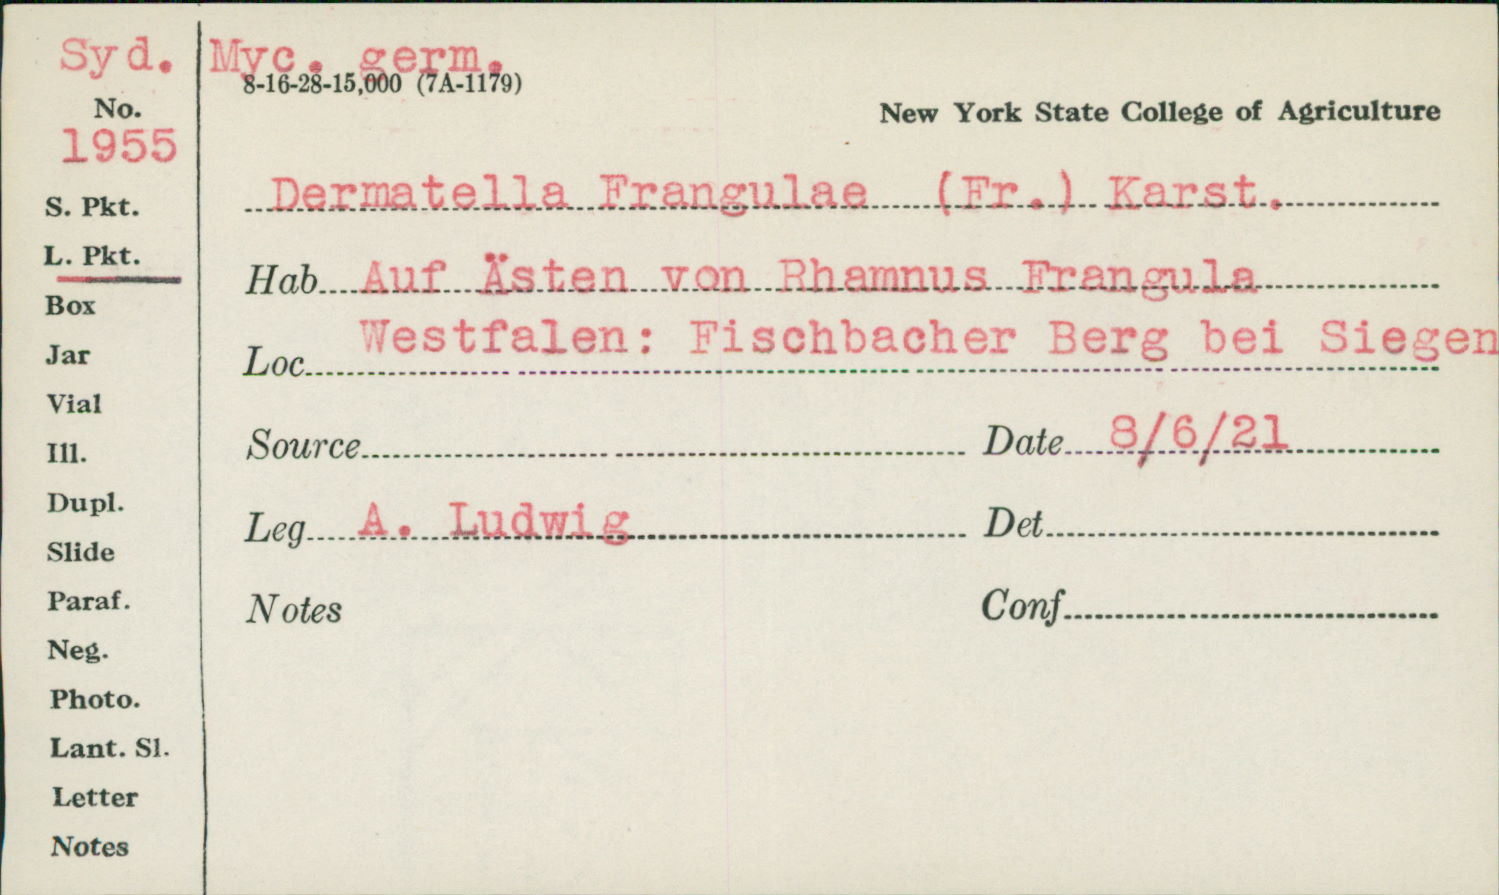 Syd. Myc. germ.
8-16-28-15,000 (7A-1179)
No.
New York State College of Agriculture
1955
Dermatella Frangulae (Fr.) Karst.
S. Pkt.
L. Pkt.
Hab Auf Ästen von Rhamnus Frangula
Box
Westfalen: Fischbacher Berg bei Siegen
Jar
Loc
Vial
Source Date 8/6/21
Ill.
Dupl.
Leg A. Ludwig Det
Slide
Paraf.
Notes Conf
Neg.
Photo.
Lant. Sl.
Letter
Notes